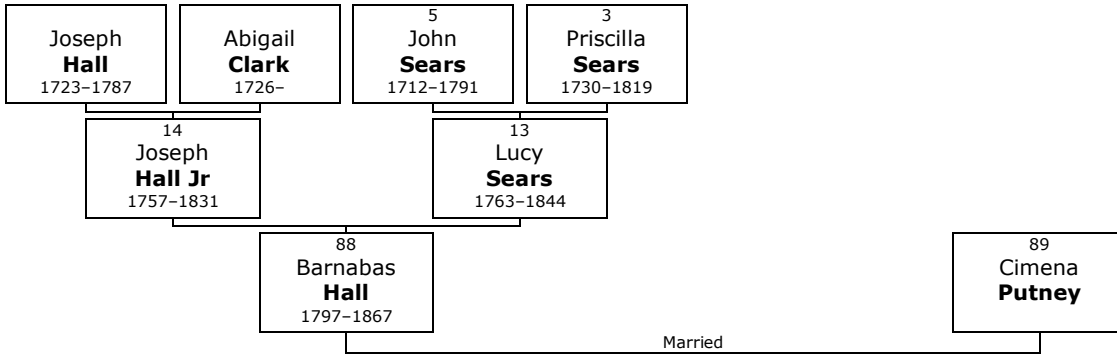 Joseph
Hall
1723–1787
Abigail
Clark
1726–
5
John
Sears
1712–1791
3
Priscilla
Sears
1730–1819
14
Joseph
Hall Jr
1757–1831
13
Lucy
Sears
1763–1844
88
Barnabas
Hall
1797–1867
89
Cimena
Putney
Married